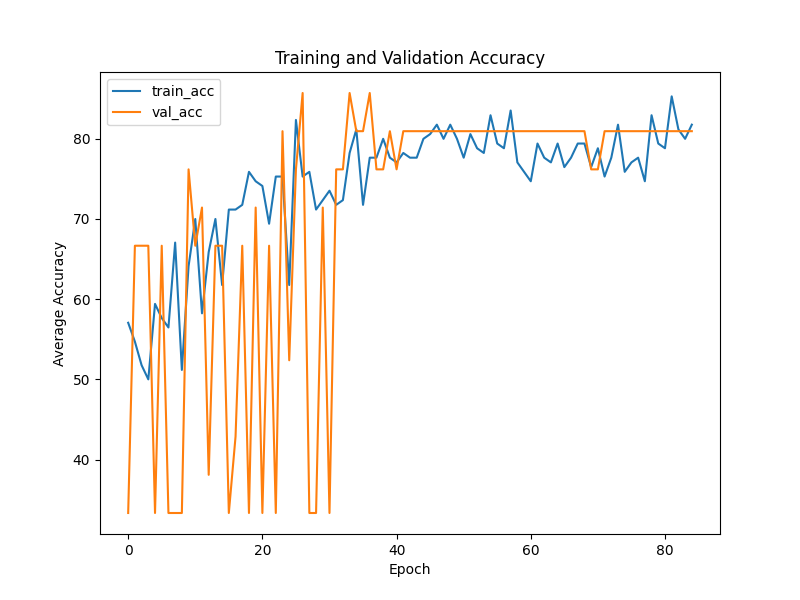 Training and Validation Accuracy
train_acc
val_acc
80
70
60
50
40
Average Accuracy
0 20 40 60 80
Epoch